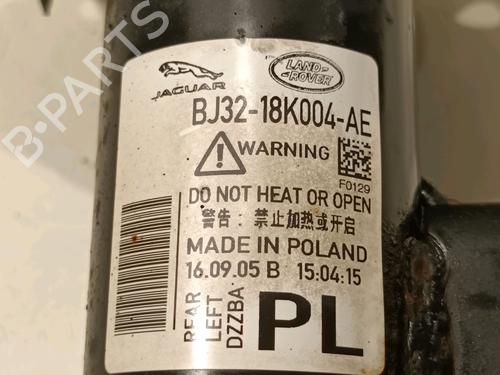 JAGUAR
LAND-
ROVER
BJ32-18K004-AE
WARNING
F0129
DO NOT HEAT OR OPEN
警告: 禁止加热或开启
MADE IN POLAND
16.09.05 B 15:04:15
REAR
LEFT
DZZBA
PL
B-Parts